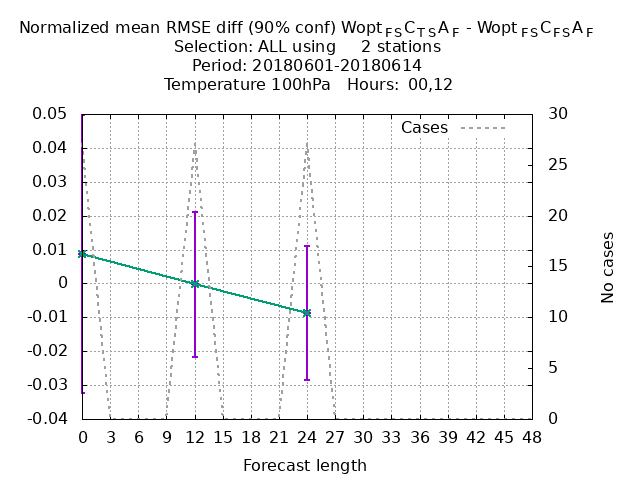 Normalized mean RMSE diff (90% conf) Wopt FS C TS A F - Wopt FS C FS A F
Selection: ALL using 2 stations
Period: 20180601-20180614
Temperature 100hPa Hours: 00,12
Cases
0.05
0.04
0.03
0.02
0.01
0
-0.01
-0.02
-0.03
-0.04
30
25
20
15
10
5
0
No cases
0 3 6 9 12 15 18 21 24 27 30 33 36 39 42 45 48
Forecast length